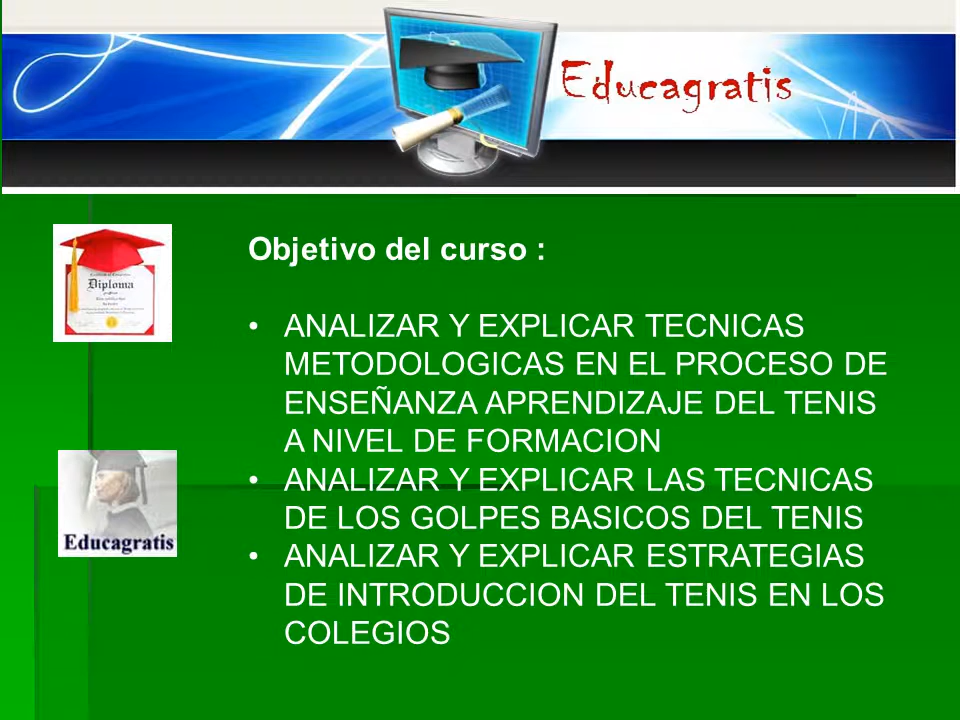 Educagratis
Objetivo del curso :
Diploma
• ANALIZAR Y EXPLICAR TECNICAS
METODOLOGICAS EN EL PROCESO DE
ENSEÑANZA APRENDIZAJE DEL TENIS
A NIVEL DE FORMACION
• ANALIZAR Y EXPLICAR LAS TECNICAS
DE LOS GOLPES BASICOS DEL TENIS
Educagratis
• ANALIZAR Y EXPLICAR ESTRATEGIAS
DE INTRODUCCION DEL TENIS EN LOS
COLEGIOS